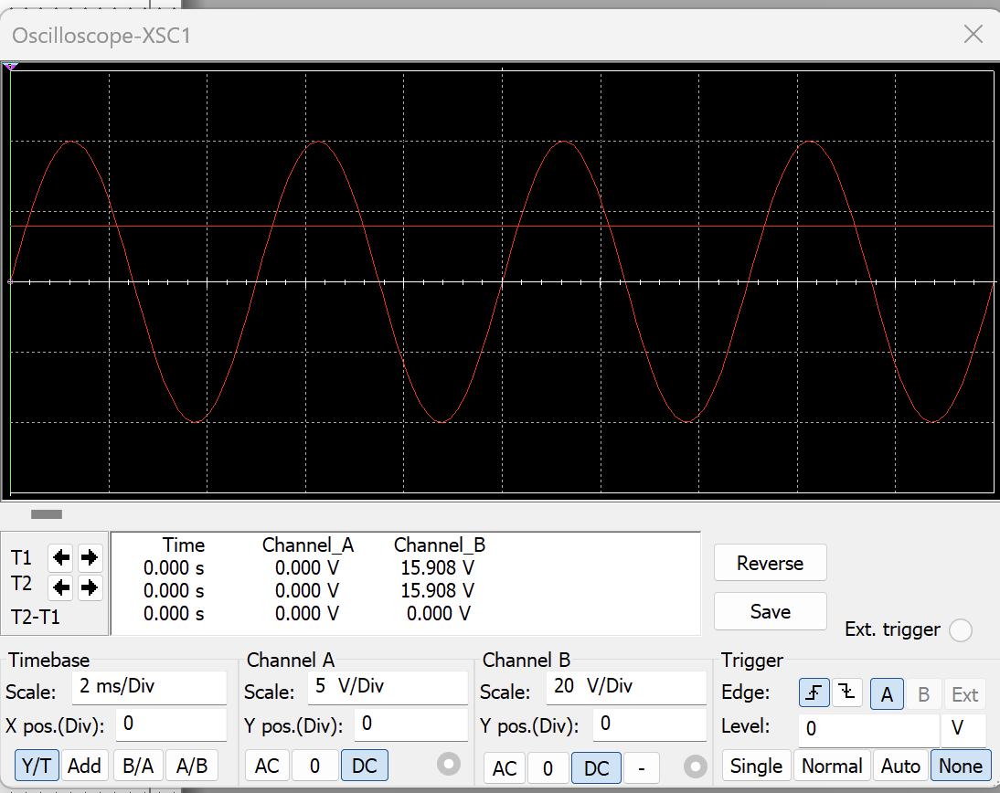 Oscilloscope-XSC1
Time Channel_A Channel_B
T1 0.000 s 0.000 V 15.908 V
T2 0.000 s 0.000 V 15.908 V
T2-T1 0.000 s 0.000 V 0.000 V
Reverse
Save
Ext. trigger
Timebase
Scale: 2 ms/Div
X pos.(Div): 0
Y/T Add B/A A/B
Channel A
Scale: 5 V/Div
Y pos.(Div): 0
AC 0 DC
Channel B
Scale: 20 V/Div
Y pos.(Div): 0
AC 0 DC -
Trigger
Edge: A B Ext
Level: 0 V
Single Normal Auto None